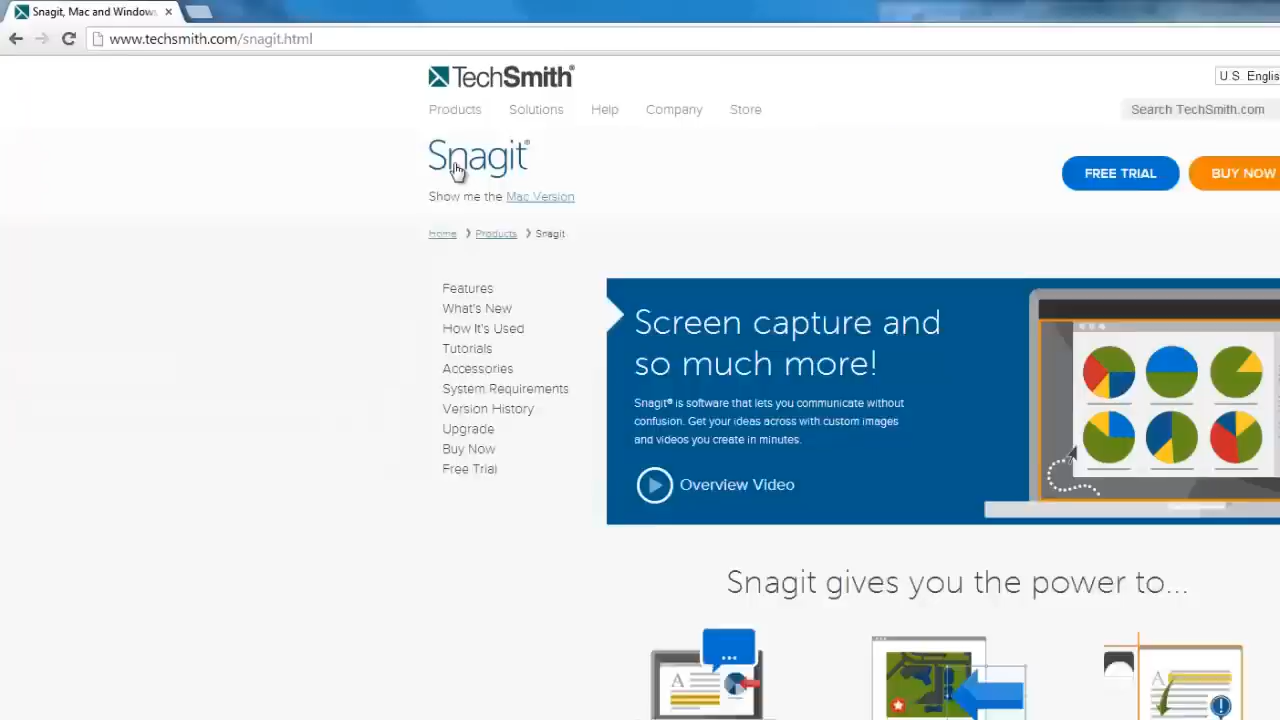 Snagit, Mac and Windows
www.techsmith.com/snagit.html
TechSmith®
U.S. Englis
Products Solutions Help Company Store
Search TechSmith.com
Snagit®
FREE TRIAL
BUY NOW
Show me the Mac Version
Home Products Snagit
Features
What's New
How It's Used
Tutorials
Accessories
System Requirements
Version History
Upgrade
Buy Now
Free Trial
Screen capture and
so much more!
Snagit® is software that lets you communicate without
confusion. Get your ideas across with custom images
and videos you create in minutes.
Overview Video
Snagit gives you the power to...
A
A